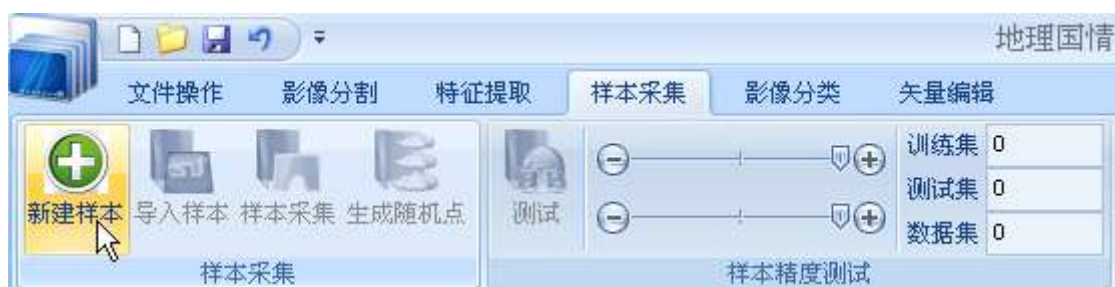 地理国情
文件操作 影像分割 特征提取 样本采集 影像分类 矢量编辑
新建样本 导入样本 样本采集 生成随机点 测试
训练集 0
测试集 0
数据集 0
样本采集 样本精度测试